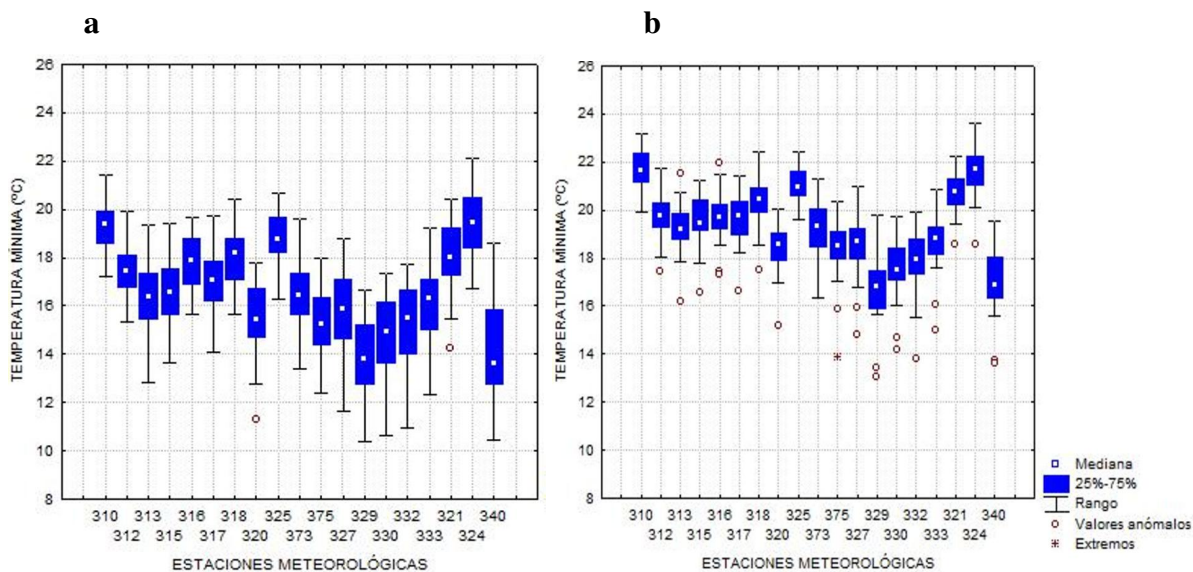 a
b
TEMPERATURA MÍNIMA (ºC)
26
24
22
20
18
16
14
12
10
8
310 313 316 318 325 375 329 332 321 340
312 315 317 320 373 327 330 333 324
ESTACIONES METEOROLÓGICAS
TEMPERATURA MÍNIMA (ºC)
26
24
22
20
18
16
14
12
10
8
310 313 316 318 325 375 329 332 321 340
312 315 317 320 373 327 330 333 324
ESTACIONES METEOROLÓGICAS
Mediana
25%-75%
Rango
Valores anómalos
Extremos